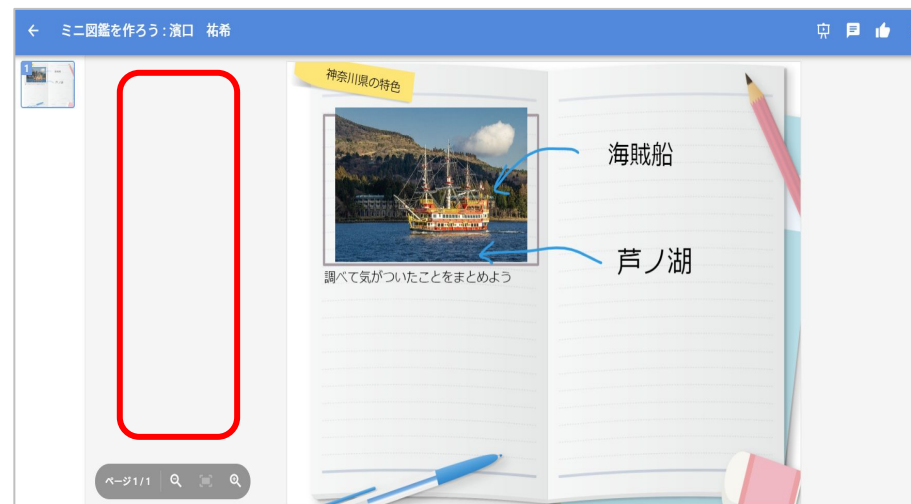 ミニ図鑑を作ろう : 濱口 祐希
1
神奈川県の特色
海賊船
芦ノ湖
調べて気がついたことをまとめよう
ページ 1 / 1